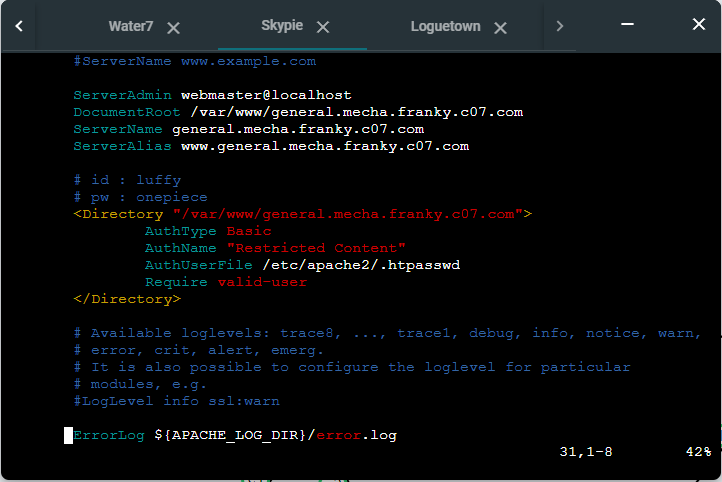 Water7 Skypie Loguetown
#ServerName www.example.com
ServerAdmin webmaster@localhost
DocumentRoot /var/www/general.mecha.franky.c07.com
ServerName general.mecha.franky.c07.com
ServerAlias www.general.mecha.franky.c07.com
# id : luffy
# pw : onepiece
<Directory "/var/www/general.mecha.franky.c07.com">
AuthType Basic
AuthName "Restricted Content"
AuthUserFile /etc/apache2/.htpasswd
Require valid-user
</Directory>
# Available loglevels: trace8, ..., trace1, debug, info, notice, warn,
# error, crit, alert, emerg.
# It is also possible to configure the loglevel for particular
# modules, e.g.
#LogLevel info ssl:warn
ErrorLog ${APACHE_LOG_DIR}/error.log
31,1-8 42%